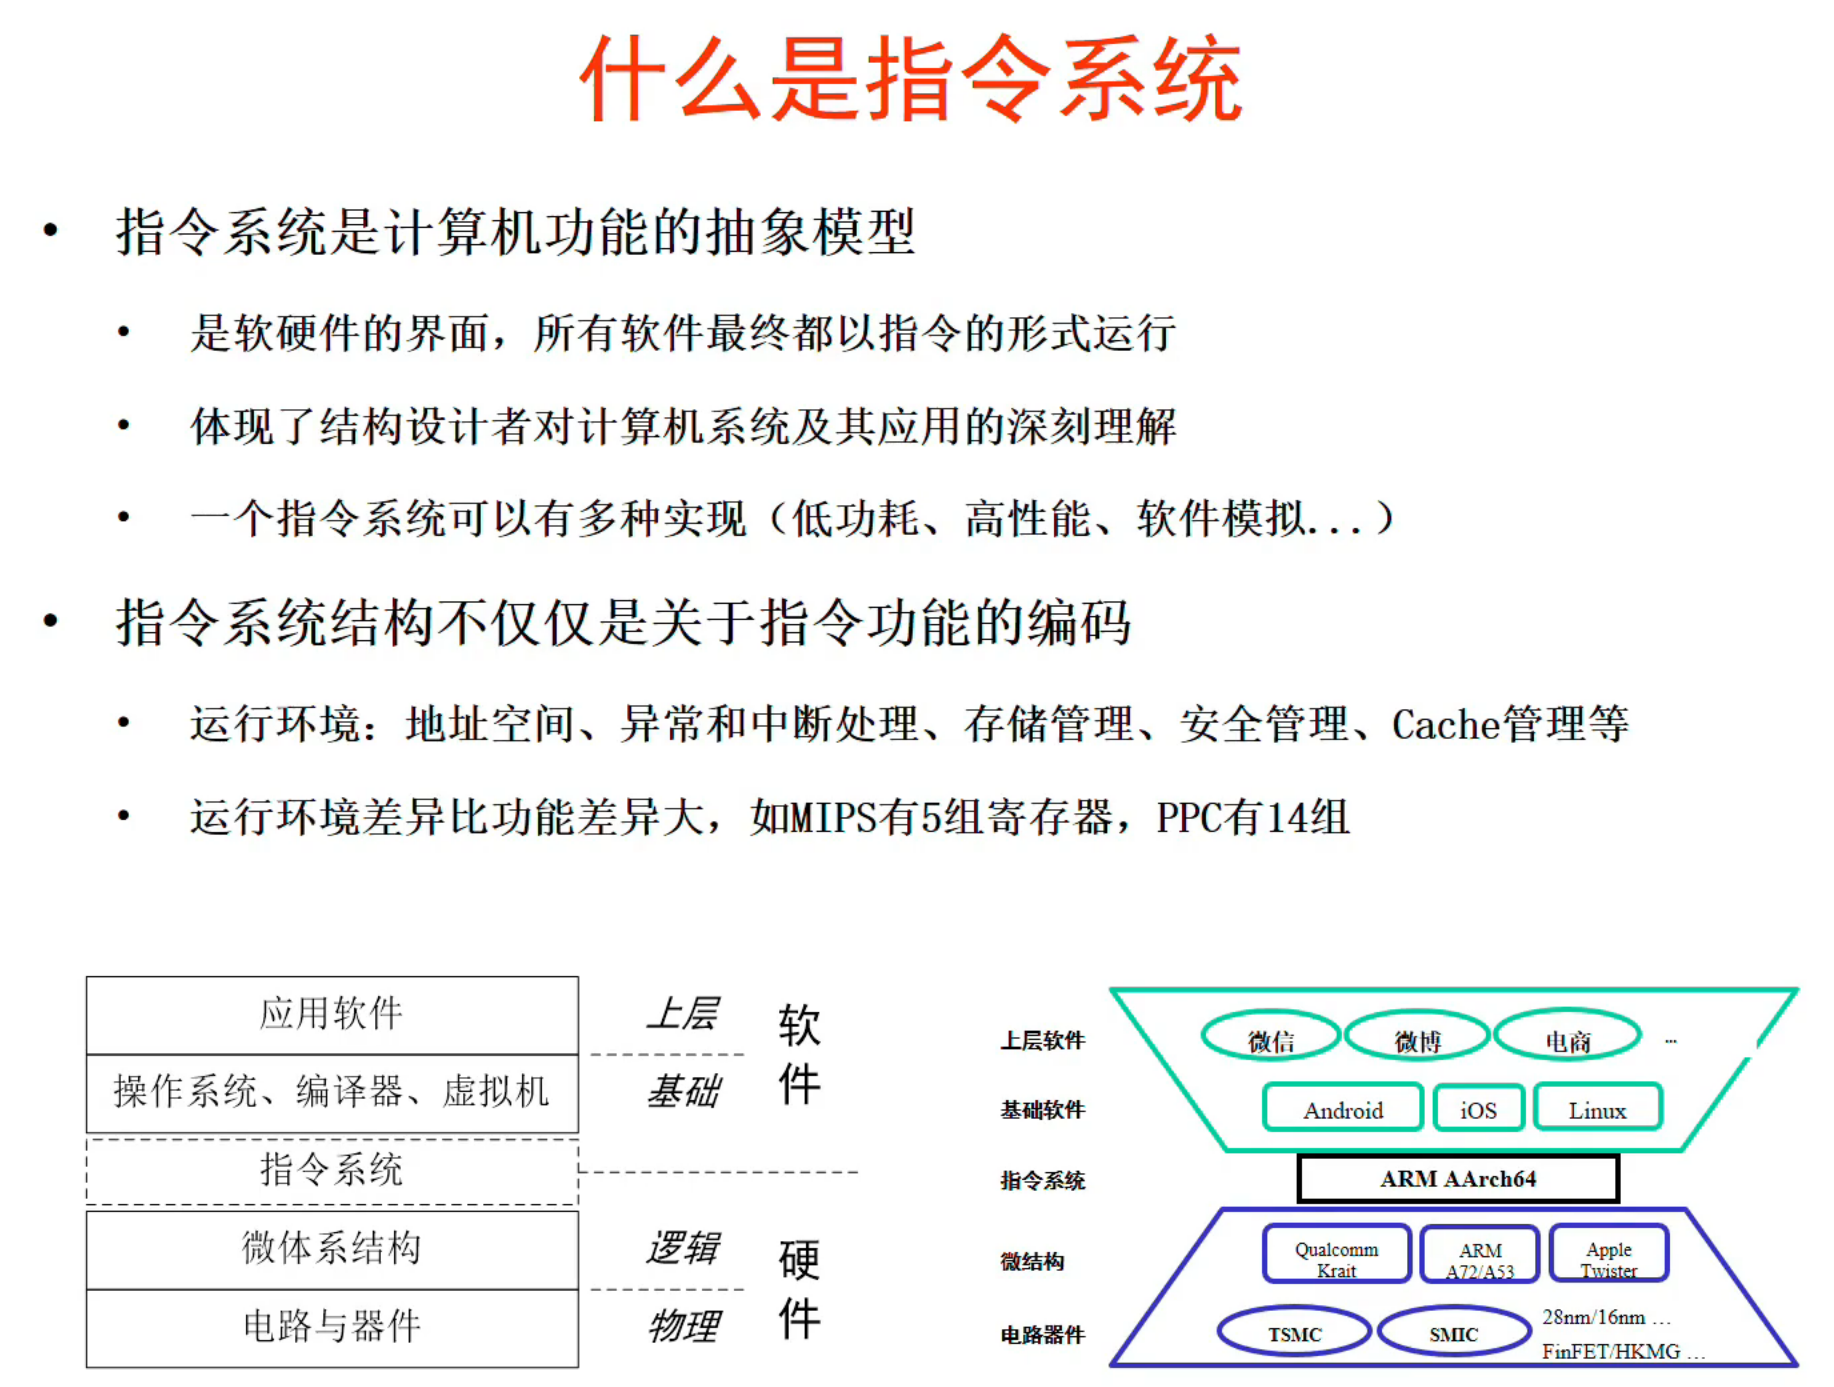 什么是指令系统
• 指令系统是计算机功能的抽象模型
• 是软硬件的界面，所有软件最终都以指令的形式运行
• 体现了结构设计者对计算机系统及其应用的深刻理解
• 一个指令系统可以有多种实现（低功耗、高性能、软件模拟...）
• 指令系统结构不仅仅是关于指令功能的编码
• 运行环境：地址空间、异常和中断处理、存储管理、安全管理、Cache管理等
• 运行环境差异比功能差异大，如MIPS有5组寄存器，PPC有14组
应用软件
操作系统、编译器、虚拟机
指令系统
微体系结构
电路与器件
上层
基础
逻辑
物理
软件
硬件
上层软件
微信 微博 电商 …
基础软件
Android iOS Linux
指令系统
ARM AArch64
微结构
Qualcomm
Krait
ARM
A72/A53
Apple
Twister
电路器件
TSMC SMIC
28nm/16nm …
FinFET/HKMG …